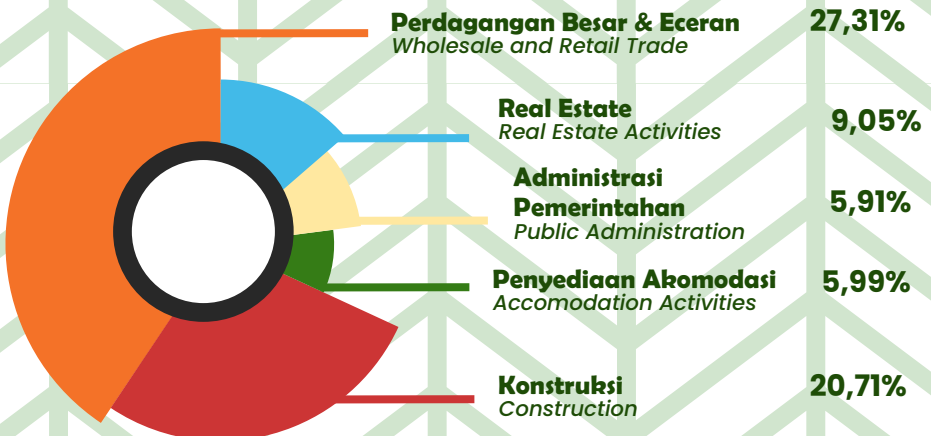 Perdagangan Besar & Eceran 27,31%
Wholesale and Retail Trade
Real Estate 9,05%
Real Estate Activities
Administrasi
Pemerintahan 5,91%
Public Administration
Penyediaan Akomodasi 5,99%
Accomodation Activities
Konstruksi 20,71%
Construction